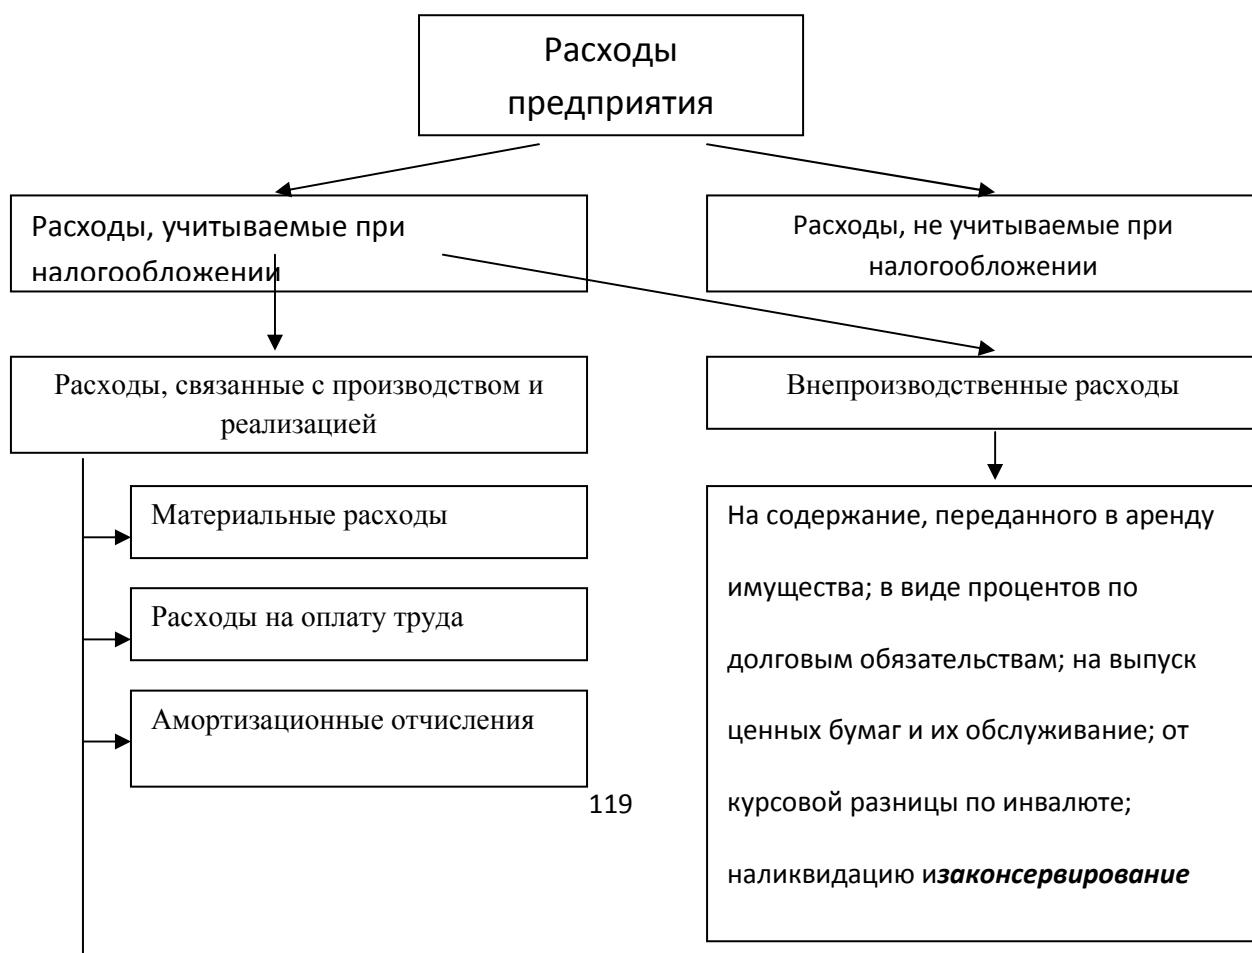 Расходы
предприятия
Расходы, учитываемые при
налогообложении
Расходы, не учитываемые при
налогообложении
Расходы, связанные с производством и
реализацией
Внепроизводственные расходы
Материальные расходы
Расходы на оплату труда
Амортизационные отчисления
119
На содержание, переданного в аренду
имущества; в виде процентов по
долговым обязательствам; на выпуск
ценных бумаг и их обслуживание; от
курсовой разницы по инвалюте;
наликвидацию изаконсервирование